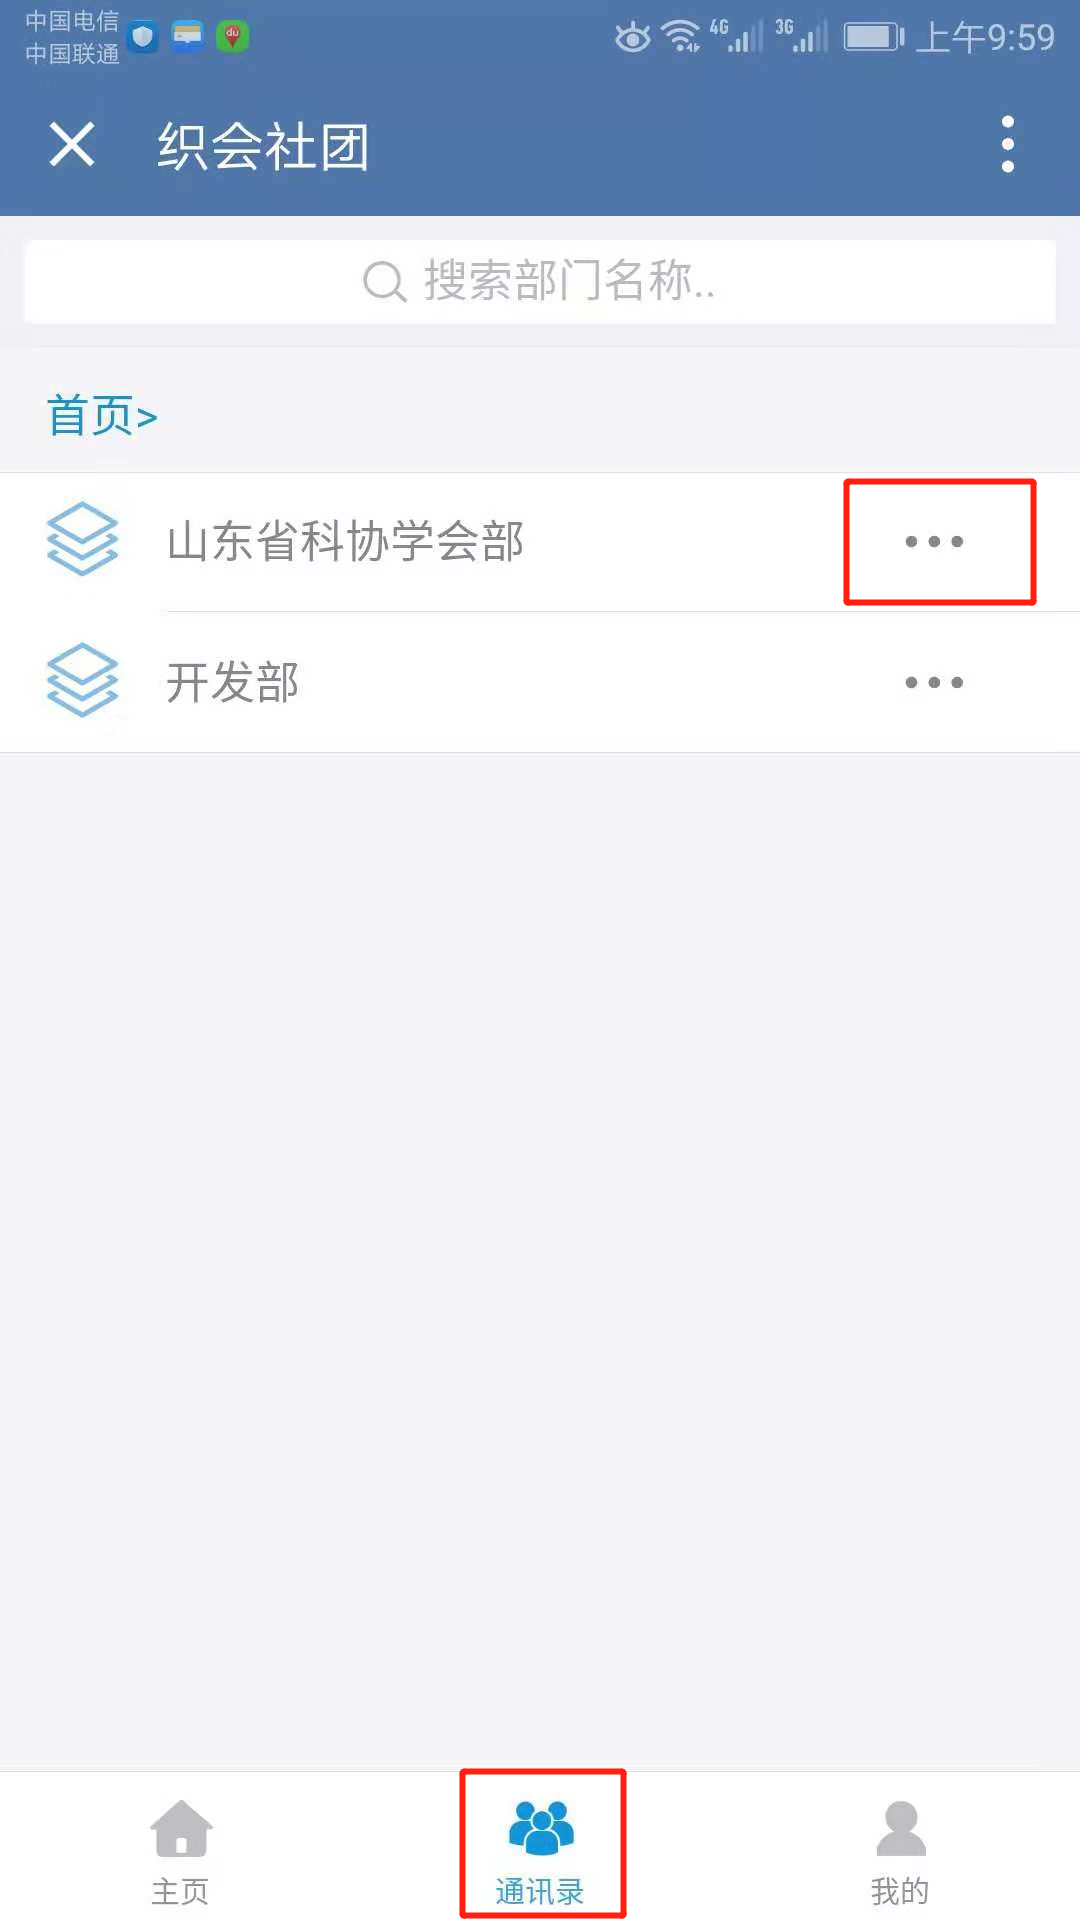 中国电信
中国联通
du
4G
3G
上午9:59
织会社团
搜索部门名称..
首页>
山东省科协学会部
开发部
主页
通讯录
我的